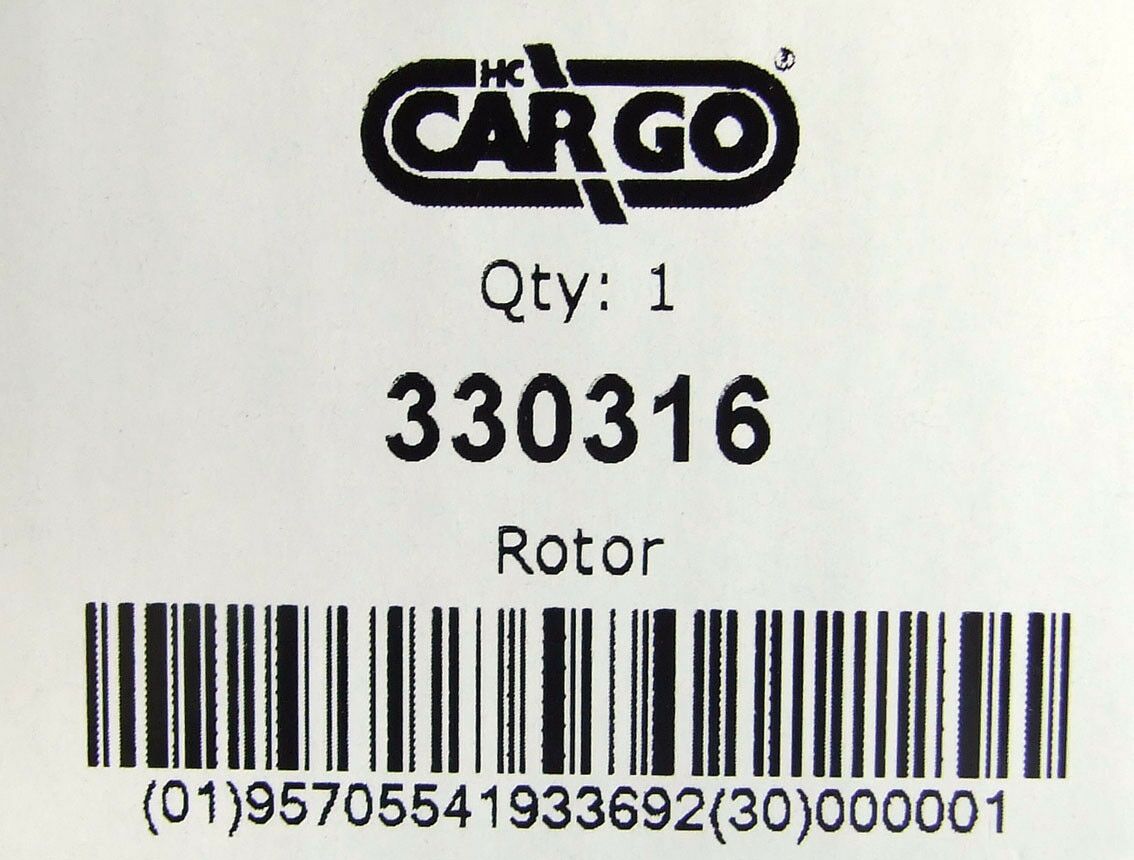 HC
CARGO®
Qty: 1
330316
Rotor
(01)95705541933692(30)000001